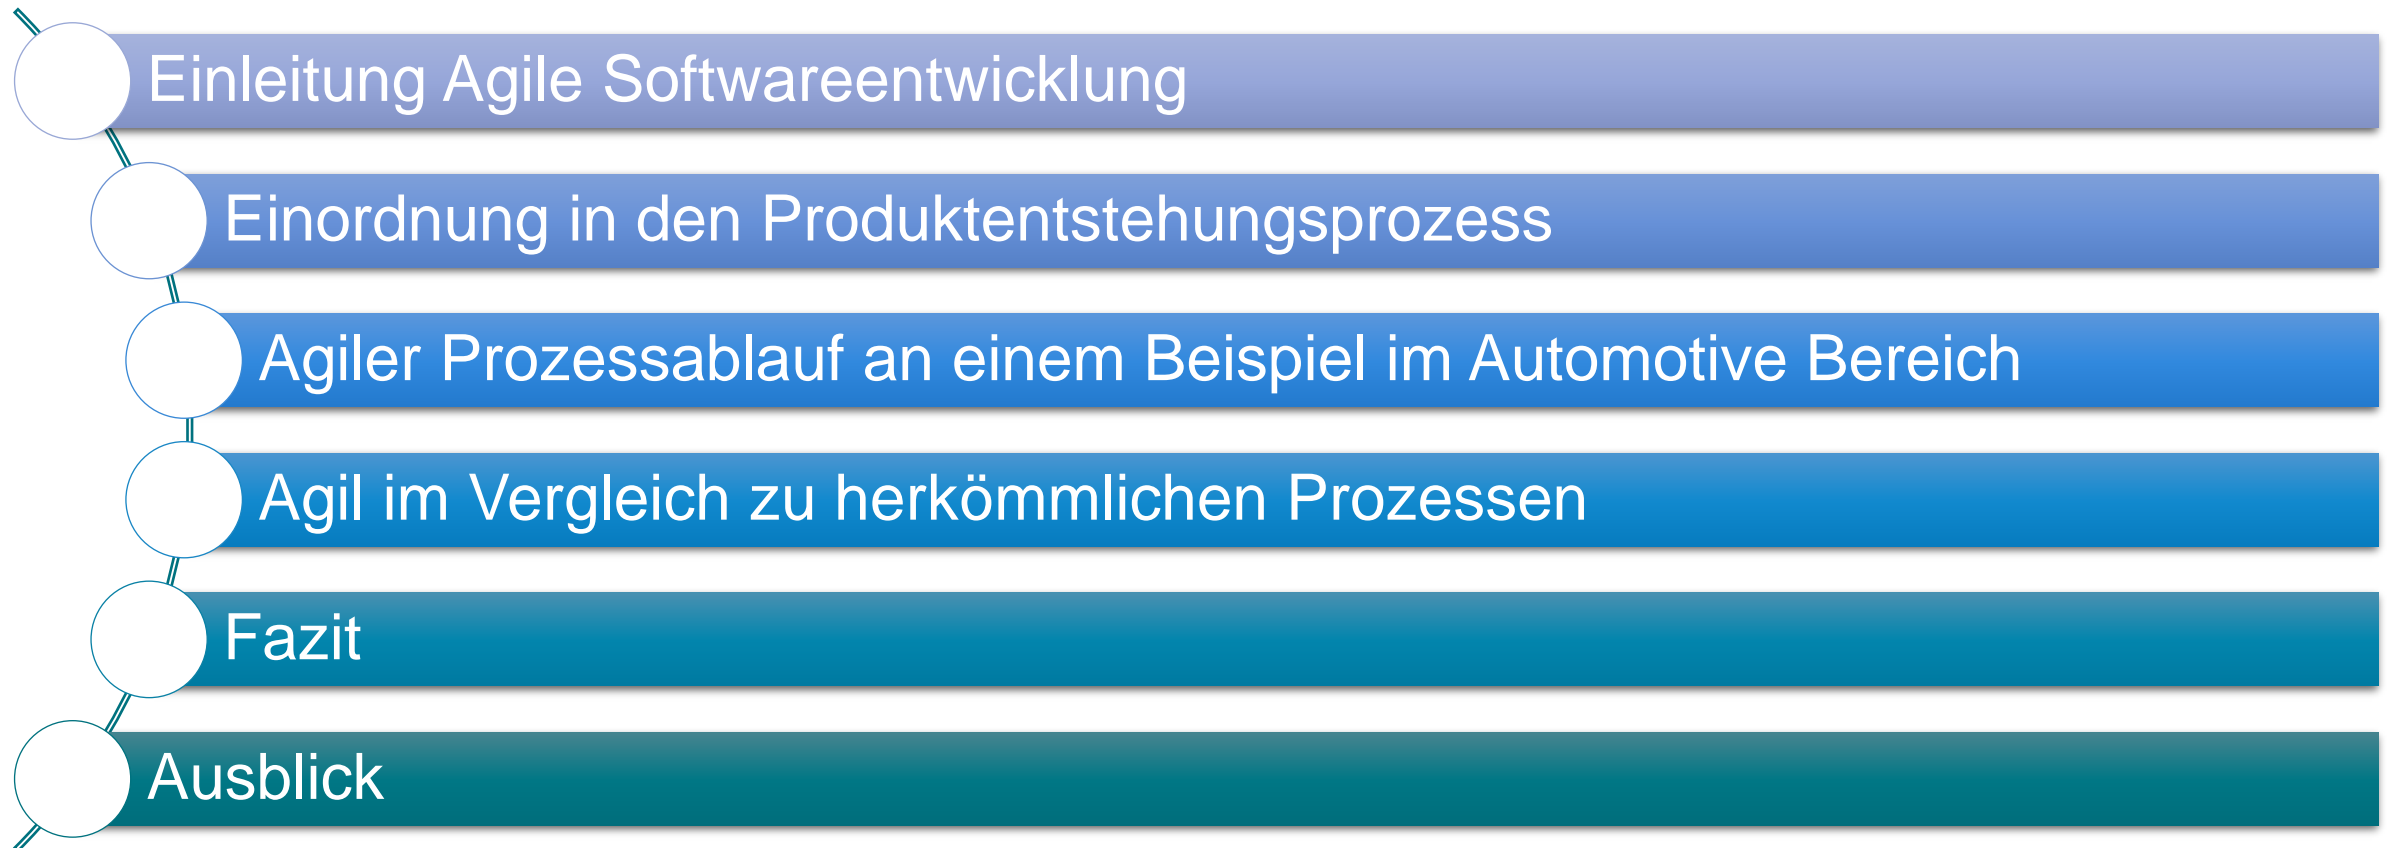 Einleitung Agile Softwareentwicklung
Einordnung in den Produktentstehungsprozess
Agiler Prozessablauf an einem Beispiel im Automotive Bereich
Agil im Vergleich zu herkömmlichen Prozessen
Fazit
Ausblick